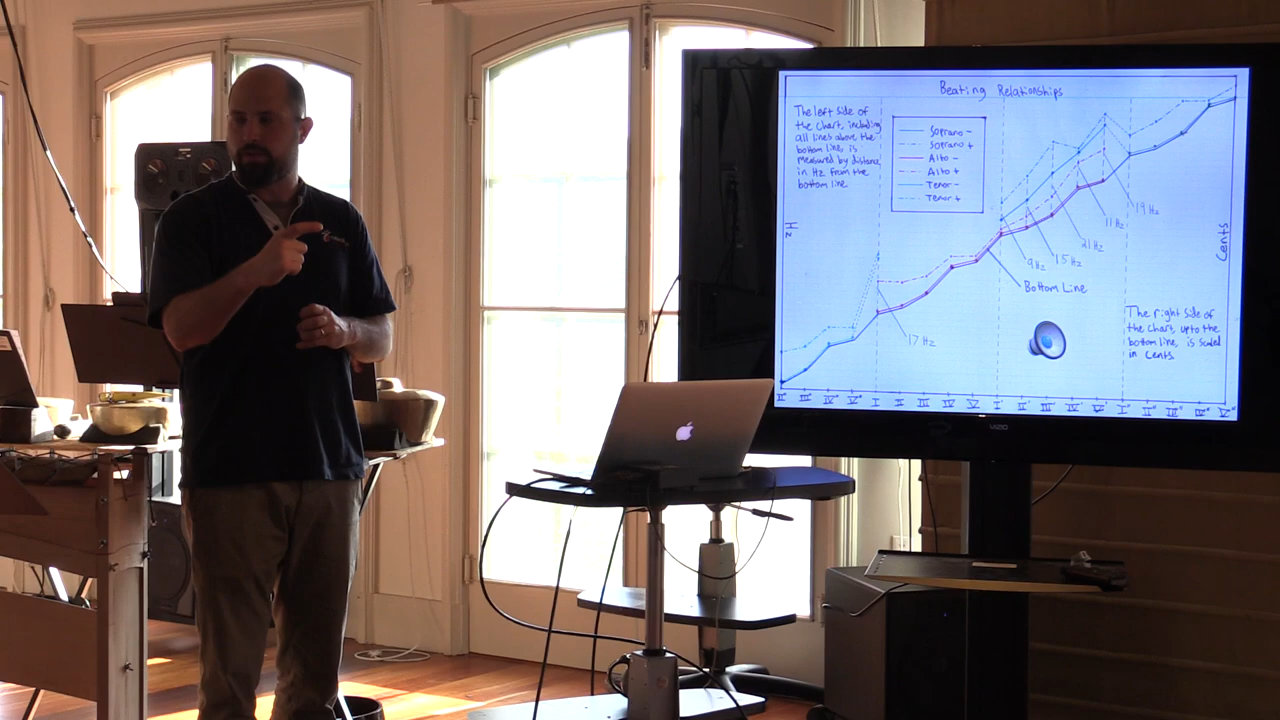 Beating Relationships
The left side of
the chart, including
all lines above the
bottom line, is
measured by distance
in Hz from the
bottom line
Soprano -
Soprano +
Alto -
Alto +
Tenor -
Tenor +
Hz
Cents
19 Hz
11 Hz
21 Hz
15 Hz
9 Hz
Bottom Line
17 Hz
The right side of
the chart, up to the
bottom line, is scaled
in cents.
VIZIO